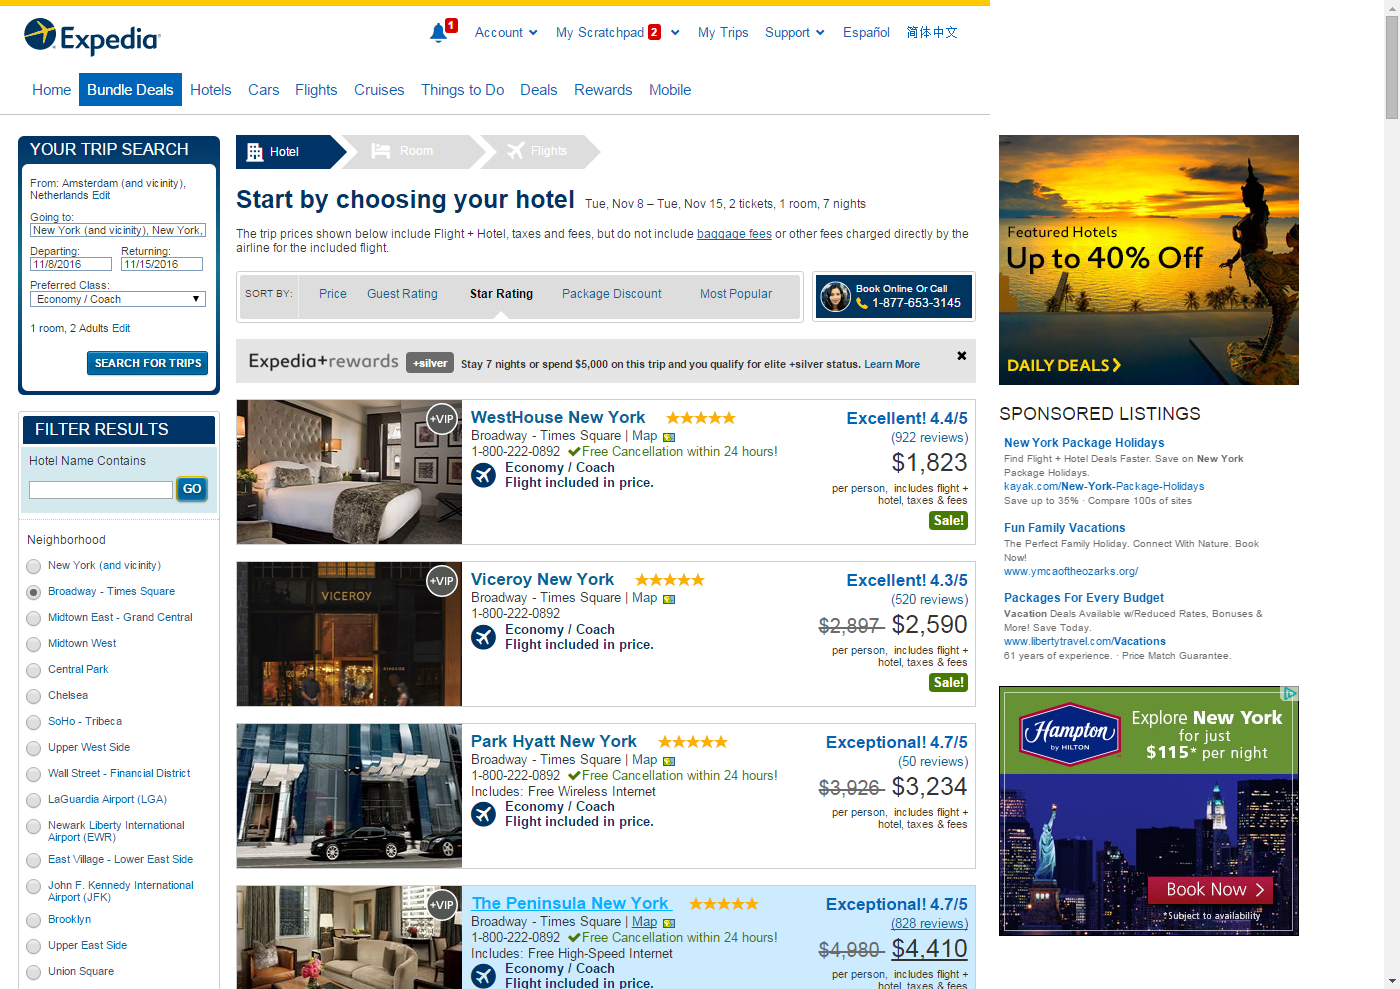 Expedia
1
Account
My Scratchpad 2
My Trips
Support
Español
简体中文
Home
Bundle Deals
Hotels
Cars
Flights
Cruises
Things to Do
Deals
Rewards
Mobile
YOUR TRIP SEARCH
From: Amsterdam (and vicinity),
Netherlands Edit
Going to:
New York (and vicinity), New York,
Departing:
Returning:
11/8/2016
11/15/2016
Preferred Class:
Economy / Coach
1 room, 2 Adults Edit
SEARCH FOR TRIPS
FILTER RESULTS
Hotel Name Contains
GO
Neighborhood
New York (and vicinity)
Broadway - Times Square
Midtown East - Grand Central
Midtown West
Central Park
Chelsea
SoHo - Tribeca
Upper West Side
Wall Street - Financial District
LaGuardia Airport (LGA)
Newark Liberty International
Airport (EWR)
East Village - Lower East Side
John F. Kennedy International
Airport (JFK)
Brooklyn
Upper East Side
Union Square
Hotel
Room
Flights
Start by choosing your hotel
Tue, Nov 8 – Tue, Nov 15, 2 tickets, 1 room, 7 nights
The trip prices shown below include Flight + Hotel, taxes and fees, but do not include baggage fees or other fees charged directly by the
airline for the included flight.
SORT BY:
Price
Guest Rating
Star Rating
Package Discount
Most Popular
Book Online Or Call
1-877-653-3145
Expedia+rewards
+silver
Stay 7 nights or spend $5,000 on this trip and you qualify for elite +silver status. Learn More
+VIP
WestHouse New York
Broadway - Times Square | Map
1-800-222-0892 Free Cancellation within 24 hours!
Economy / Coach
Flight included in price.
Excellent! 4.4/5
(922 reviews)
$1,823
per person, includes flight +
hotel, taxes & fees
Sale!
VICEROY
+VIP
Viceroy New York
Broadway - Times Square | Map
1-800-222-0892
Economy / Coach
Flight included in price.
Excellent! 4.3/5
(520 reviews)
$2,897 $2,590
per person, includes flight +
hotel, taxes & fees
Sale!
Park Hyatt New York
Broadway - Times Square | Map
1-800-222-0892 Free Cancellation within 24 hours!
Includes: Free Wireless Internet
Economy / Coach
Flight included in price.
Exceptional! 4.7/5
(50 reviews)
$3,926 $3,234
per person, includes flight +
hotel, taxes & fees
+VIP
The Peninsula New York
Broadway - Times Square | Map
1-800-222-0892 Free Cancellation within 24 hours!
Includes: Free High-Speed Internet
Economy / Coach
Flight included in price.
Exceptional! 4.7/5
(828 reviews)
$4,980 $4,410
per person, includes flight +
hotel, taxes & fees
Featured Hotels
Up to 40% Off
DAILY DEALS
SPONSORED LISTINGS
New York Package Holidays
Find Flight + Hotel Deals Faster. Save on New York
Package Holidays.
kayak.com/New-York-Package-Holidays
Save up to 35% · Compare 100s of sites
Fun Family Vacations
The Perfect Family Holiday. Connect With Nature. Book
Now!
www.ymcaoftheozarks.org/
Packages For Every Budget
Vacation Deals Available w/Reduced Rates, Bonuses &
More! Save Today.
www.libertytravel.com/Vacations
61 years of experience. · Price Match Guarantee.
Hampton
by HILTON
Explore New York
for just
$115* per night
Book Now
*Subject to availability